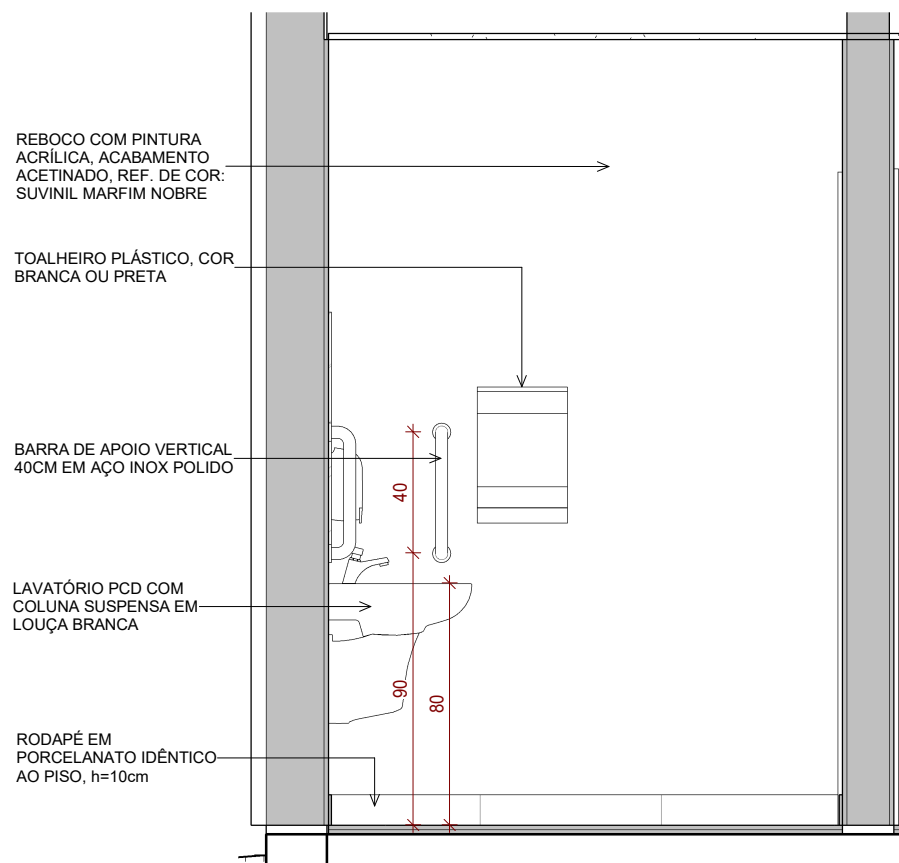 REBOCO COM PINTURA
ACRÍLICA, ACABAMENTO
ACETINADO, REF. DE COR:
SUVINIL MARFIM NOBRE
TOALHEIRO PLÁSTICO, COR
BRANCA OU PRETA
BARRA DE APOIO VERTICAL
40CM EM AÇO INOX POLIDO
40
LAVATÓRIO PCD COM
COLUNA SUSPENSA EM
LOUÇA BRANCA
90
80
RODAPÉ EM
PORCELANATO IDÊNTICO
AO PISO, h=10cm